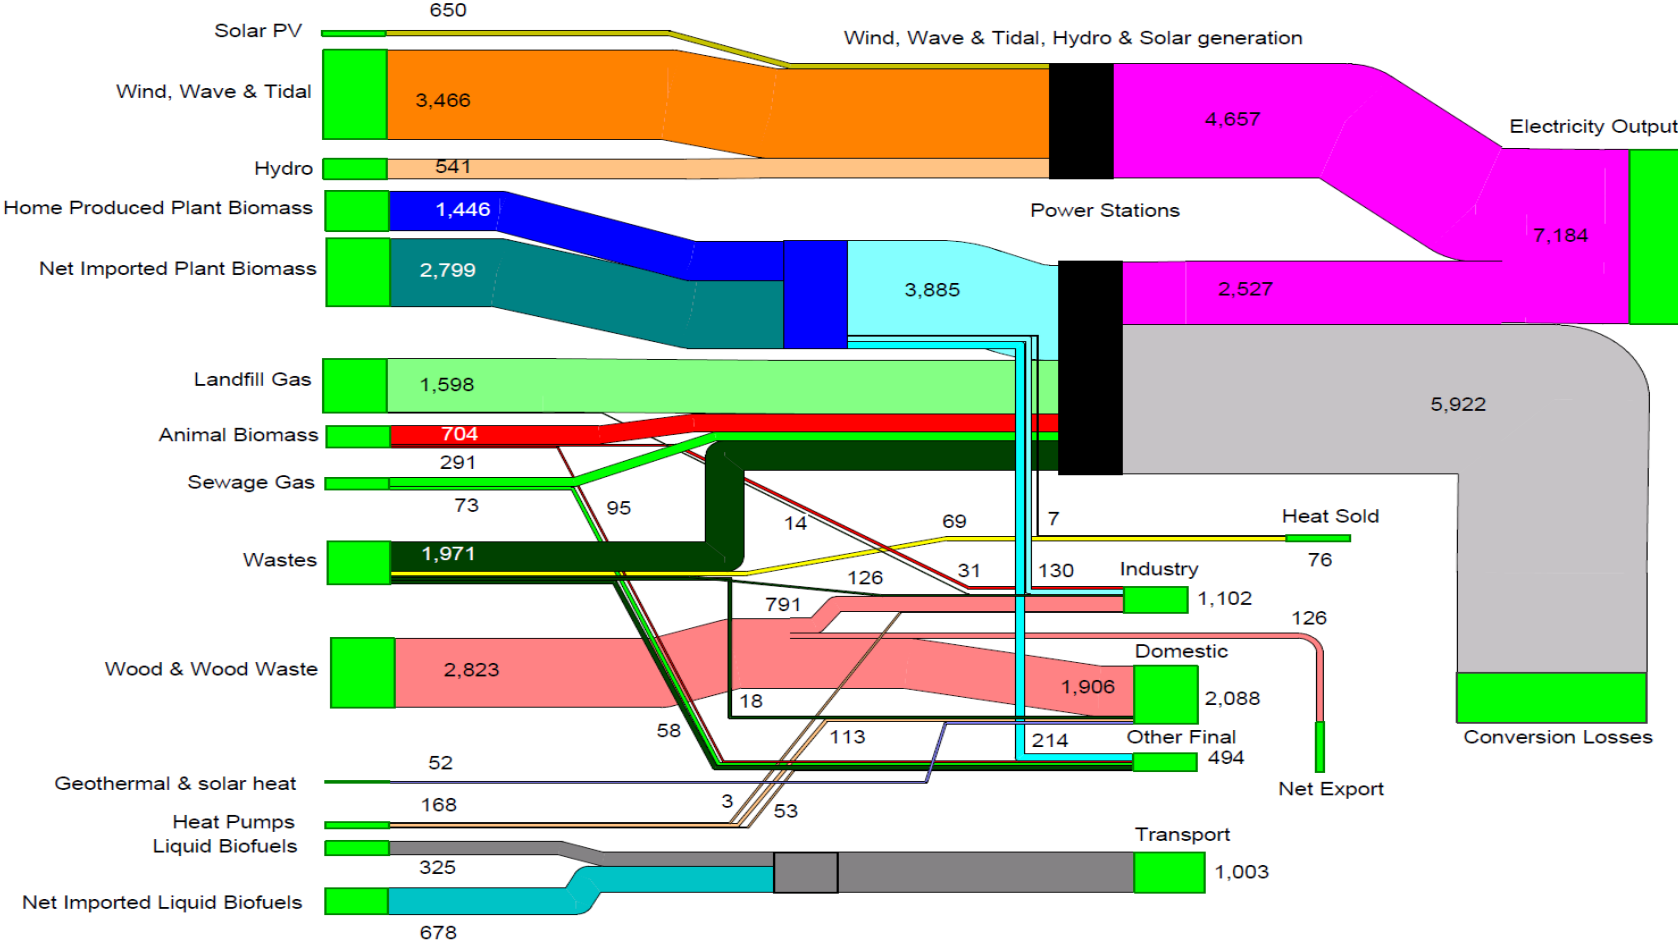 650
Solar PV
Wind, Wave & Tidal, Hydro & Solar generation
Wind, Wave & Tidal
3,466
4,657
Electricity Output
Hydro
541
Home Produced Plant Biomass
1,446
Power Stations
7,184
Net Imported Plant Biomass
2,799
3,885
2,527
Landfill Gas
1,598
5,922
Animal Biomass
704
291
Sewage Gas
73
95
14
69
7
Heat Sold
Wastes
1,971
76
126
31
130
Industry
791
1,102
126
Wood & Wood Waste
2,823
Domestic
1,906
2,088
18
58
113
214
Other Final
494
Conversion Losses
52
Geothermal & solar heat
168
3
53
Net Export
Heat Pumps
Liquid Biofuels
325
Transport
1,003
Net Imported Liquid Biofuels
678